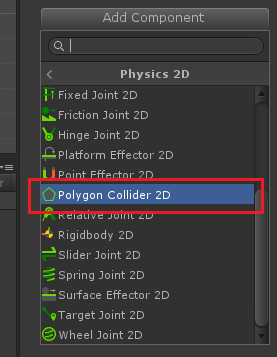 Add Component
Physics 2D
Fixed Joint 2D
Friction Joint 2D
Hinge Joint 2D
Platform Effector 2D
Point Effector 2D
Polygon Collider 2D
Relative Joint 2D
Rigidbody 2D
Slider Joint 2D
Spring Joint 2D
Surface Effector 2D
Target Joint 2D
Wheel Joint 2D